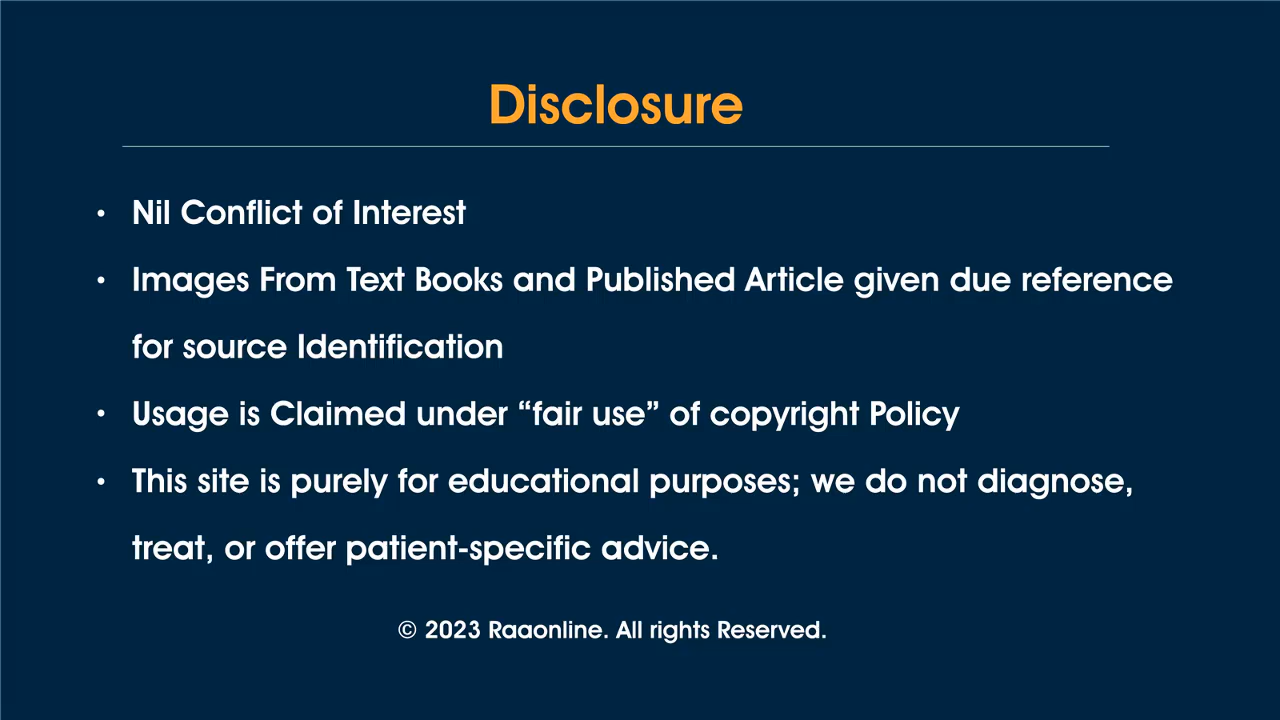 Disclosure
• Nil Conflict of Interest
• Images From Text Books and Published Article given due reference
for source Identification
• Usage is Claimed under “fair use” of copyright Policy
• This site is purely for educational purposes; we do not diagnose,
treat, or offer patient-specific advice.
© 2023 Raaonline. All rights Reserved.